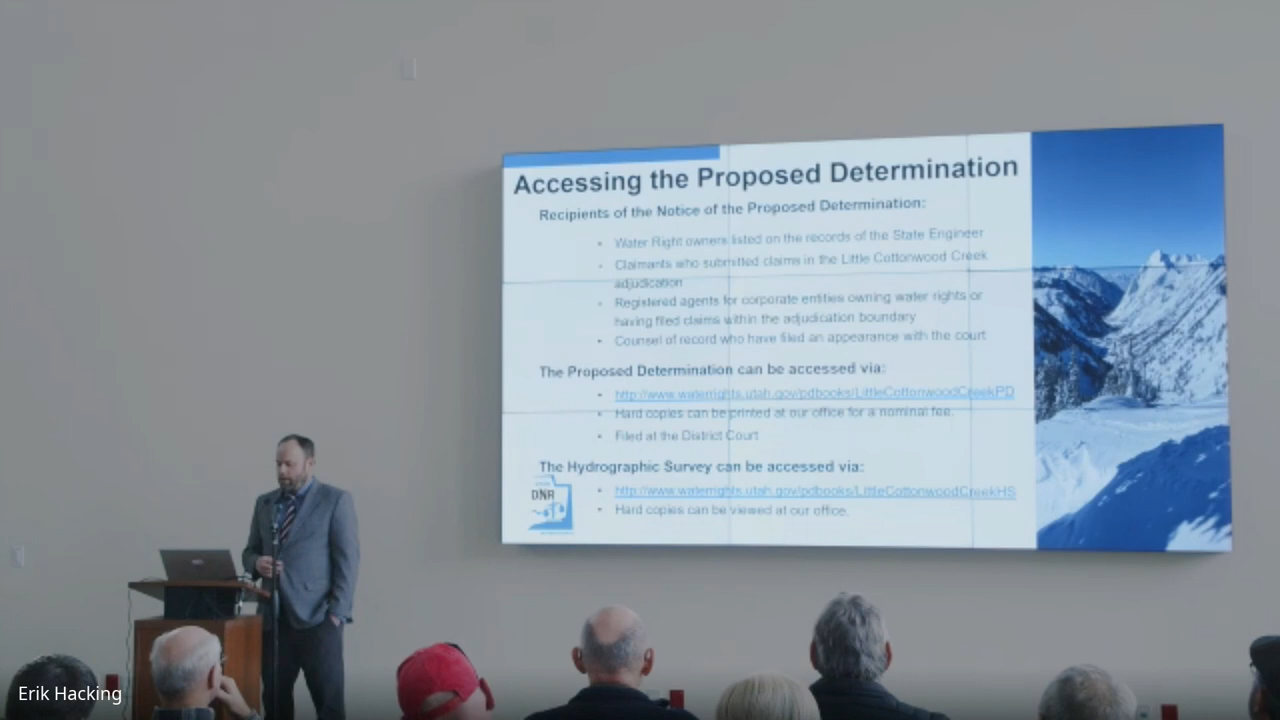 Accessing the Proposed Determination
Recipients of the Notice of the Proposed Determination:
• Water Right owners listed on the records of the State Engineer
• Claimants who submitted claims in the Little Cottonwood Creek
adjudication
• Registered agents for corporate entities owning water rights or
having filed claims within the adjudication boundary
• Counsel of record who have filed an appearance with the court
The Proposed Determination can be accessed via:
• http://www.waterrights.utah.gov/pdbooks/LittleCottonwoodCreekPD
• Hard copies can be printed at our office for a nominal fee.
• Filed at the District Court
The Hydrographic Survey can be accessed via:
• http://www.waterrights.utah.gov/pdbooks/LittleCottonwoodCreekHS
• Hard copies can be viewed at our office.
DNR
Erik Hacking